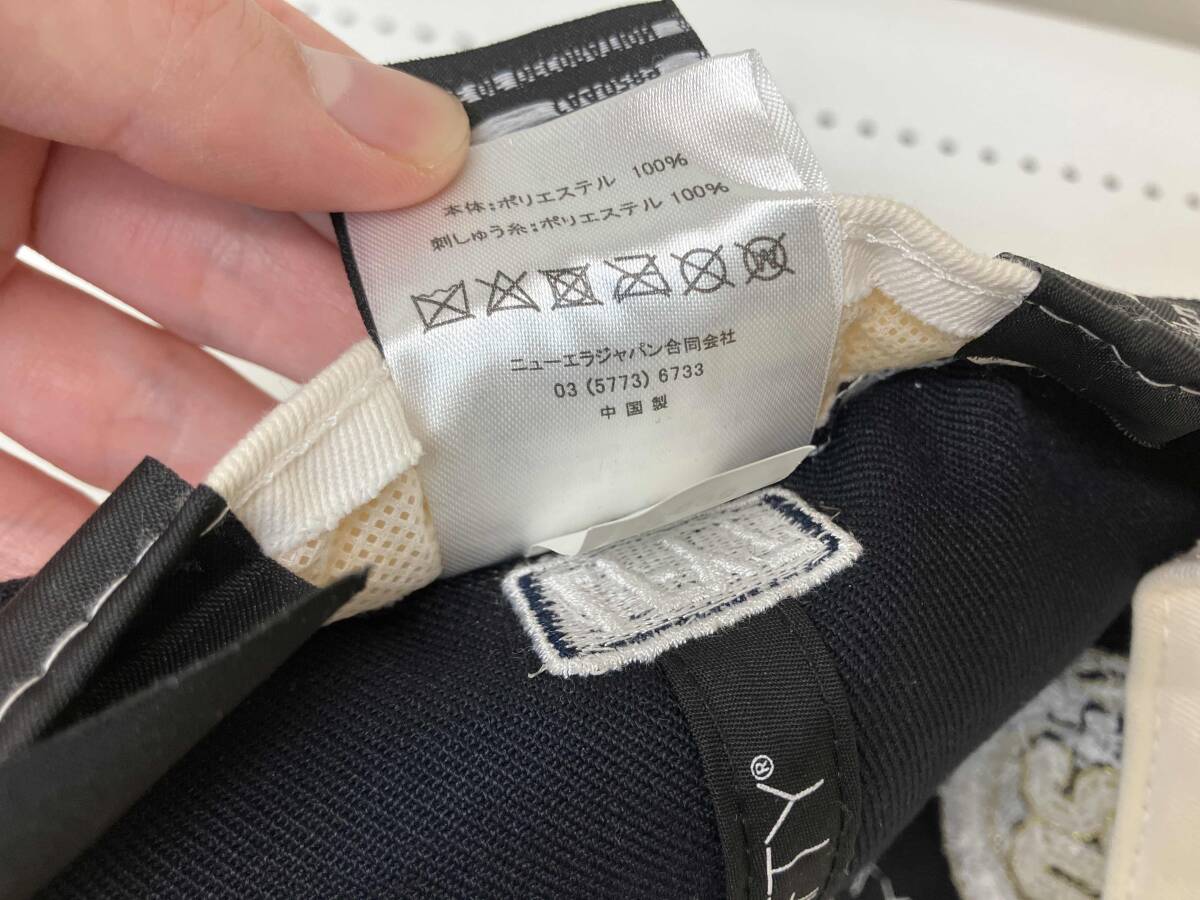 本体:ポリエステル 100%
刺しゅう糸:ポリエステル 100%
ニューエラジャパン合同会社
03 (5773) 6733
中国製
ITY®